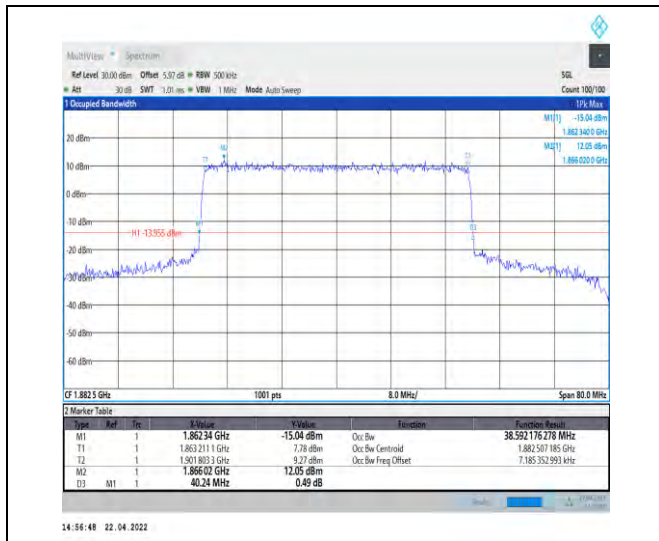 MultiView Spectrum
Ref Level 30.00 dBm Offset 5.97 dB RBW 500 kHz SGL
Att 30 dB SWT 1.01 ms VBW 1 MHz Mode Auto Sweep Count 100/100
1 Occupied Bandwidth 1Pk Max
M1[1] -15.04 dBm
1.862340 0 GHz
M2[1] 12.05 dBm
1.866020 0 GHz
20 dBm
10 dBm
0 dBm
-10 dBm
H1 -13.955 dBm
-20 dBm
-30 dBm
-40 dBm
-50 dBm
-60 dBm
T1
M2
T2
M1
D3
CF 1.882 5 GHz 1001 pts 8.0 MHz/ Span 80.0 MHz
2 Marker Table
Type Ref Trc X-Value Y-Value Function Function Result
M1 1 1.862 34 GHz -15.04 dBm Occ Bw 38.592 176 278 MHz
T1 1 1.863 211 1 GHz 7.78 dBm Occ Bw Centroid 1.882 507 185 GHz
T2 1 1.901 803 3 GHz 9.27 dBm Occ Bw Freq Offset 7.185 352 993 kHz
M2 1 1.866 02 GHz 12.05 dBm
D3 M1 1 40.24 MHz 0.49 dB
14:56:48 22.04.2022